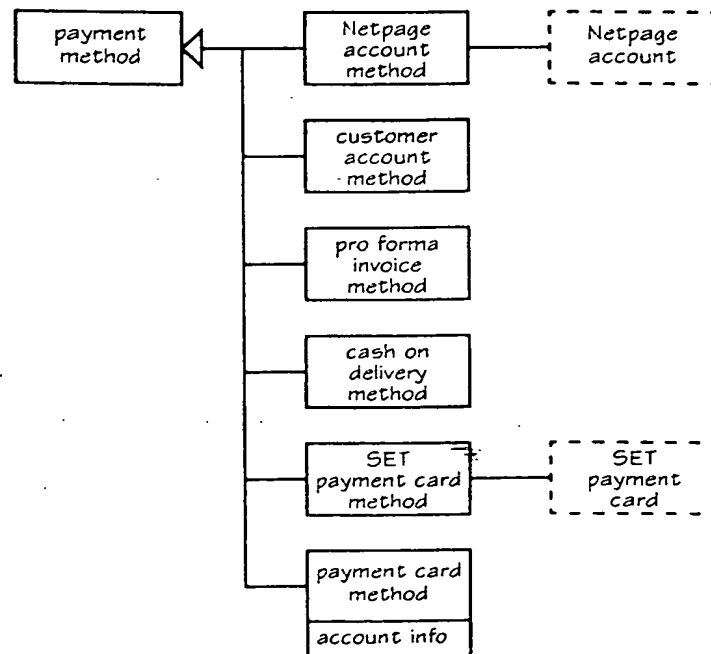 payment
method
Netpage
account
method
Netpage
account
customer
account
method
pro forma
invoice
method
cash on
delivery
method
SET
payment card
method
SET
payment
card
payment card
method
account info